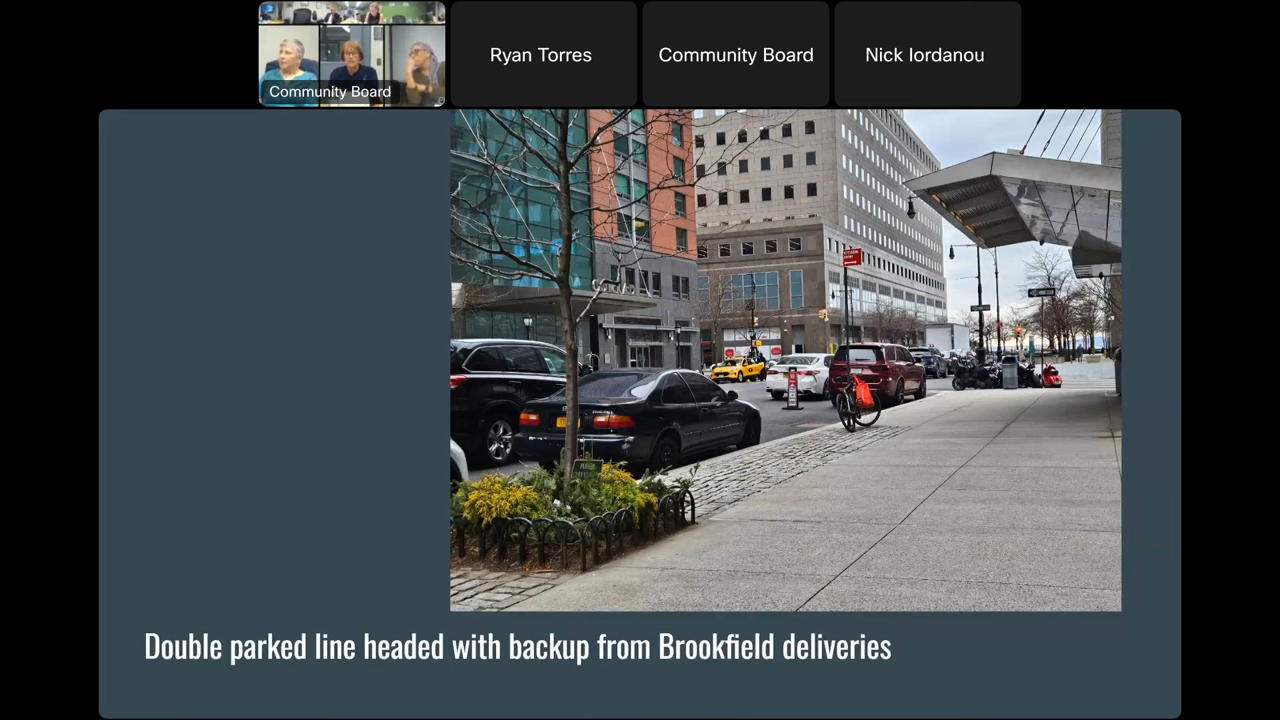 Community Board
Ryan Torres
Community Board
Nick Iordanou
Double parked line headed with backup from Brookfield deliveries